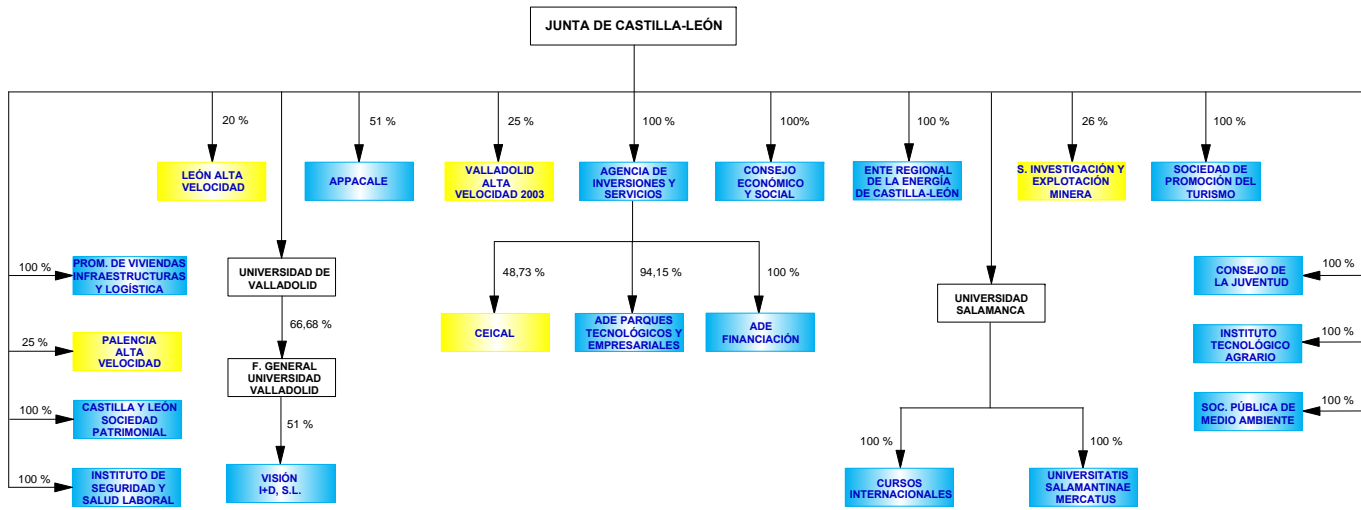 JUNTA DE CASTILLA-LEÓN
20 %
51 %
25 %
100 %
100%
100 %
26 %
100 %
LEÓN ALTA
VELOCIDAD
APPACALE
VALLADOLID
ALTA
VELOCIDAD 2003
AGENCIA DE
INVERSIONES Y
SERVICIOS
CONSEJO
ECONÓMICO
Y SOCIAL
ENTE REGIONAL
DE LA ENERGÍA
DE CASTILLA-LEÓN
S. INVESTIGACIÓN Y
EXPLOTACIÓN
MINERA
SOCIEDAD DE
PROMOCIÓN DEL
TURISMO
100 %
PROM. DE VIVIENDAS
INFRAESTRUCTURAS
Y LOGÍSTICA
UNIVERSIDAD DE
VALLADOLID
48,73 %
94,15 %
100 %
UNIVERSIDAD
SALAMANCA
100 %
CONSEJO DE
LA JUVENTUD
25 %
PALENCIA
ALTA
VELOCIDAD
66,68 %
CEICAL
ADE PARQUES
TECNOLÓGICOS Y
EMPRESARIALES
ADE
FINANCIACIÓN
100 %
INSTITUTO
TECNOLÓGICO
AGRARIO
F. GENERAL
UNIVERSIDAD
VALLADOLID
100 %
CASTILLA Y LEÓN
SOCIEDAD
PATRIMONIAL
51 %
100 %
SOC. PÚBLICA DE
MEDIO AMBIENTE
100 %
100 %
100 %
INSTITUTO DE
SEGURIDAD Y
SALUD LABORAL
VISIÓN
I+D, S.L.
CURSOS
INTERNACIONALES
UNIVERSITATIS
SALAMANTINAE
MERCATUS